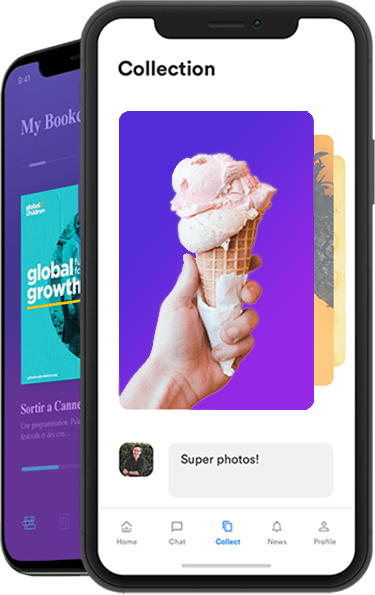 9:41
My Bookc
global
children
global
growth
Sortir a Canne
Une programmation. Pala
festivals et des con...
Collection
Super photos!
Home
Chat
Collect
News
Profile